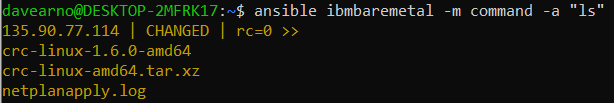 davearno@DESKTOP-2MFRK17:~$ ansible ibmbaremetal -m command -a "ls"
135.90.77.114 | CHANGED | rc=0 >>
crc-linux-1.6.0-amd64
crc-linux-amd64.tar.xz
netplanapply.log